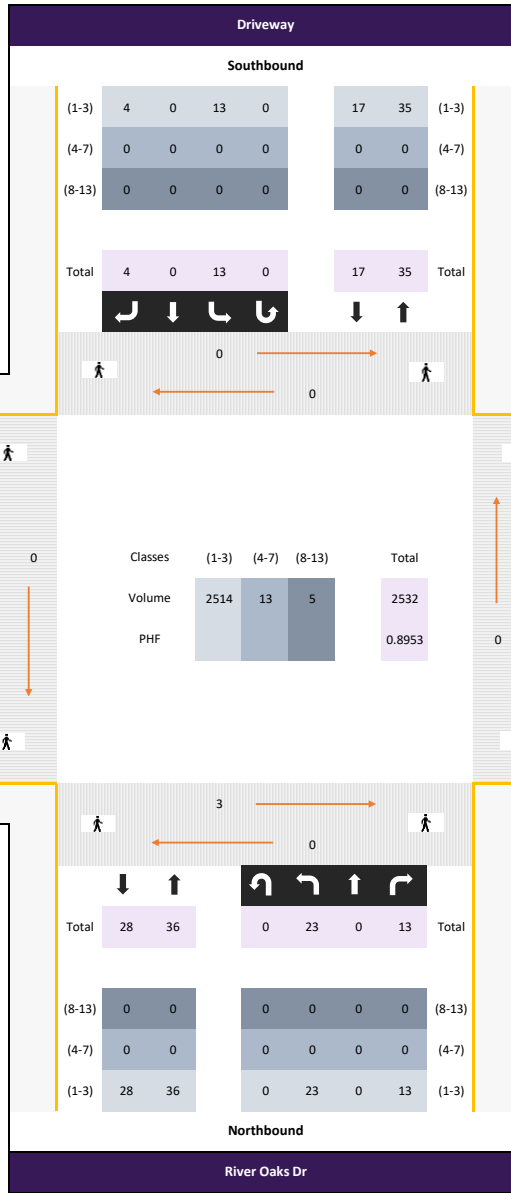 Driveway
Southbound
(1-3) 4 0 13 0 17 35 (1-3)
(4-7) 0 0 0 0 0 0 (4-7)
(8-13) 0 0 0 0 0 0 (8-13)
Total 4 0 13 0 17 35 Total
0
0
Classes (1-3) (4-7) (8-13) Total
0
Volume 2514 13 5 2532
PHF 0.8953
0
3
0
Total 28 36 0 23 0 13 Total
(8-13) 0 0 0 0 0 0 (8-13)
(4-7) 0 0 0 0 0 0 (4-7)
(1-3) 28 36 0 23 0 13 (1-3)
Northbound
River Oaks Dr